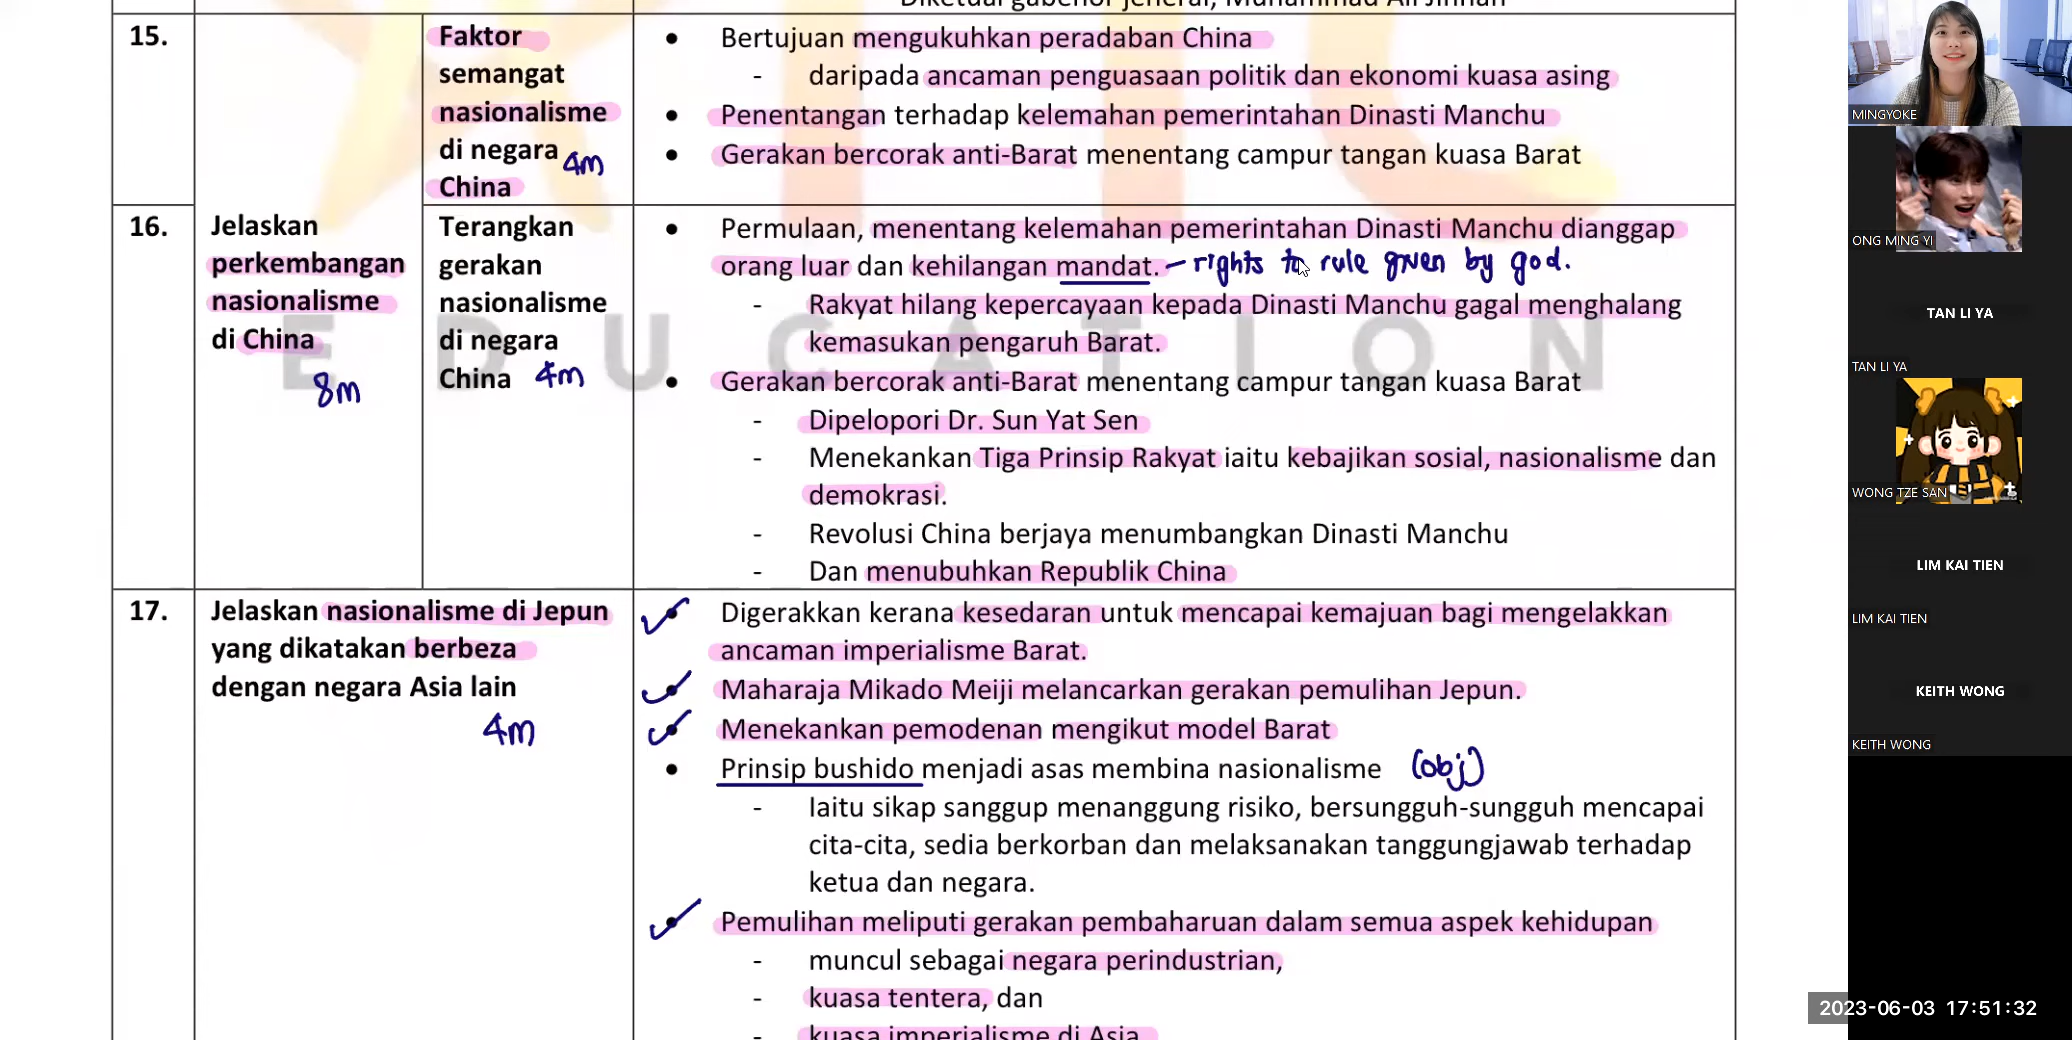 Diketuai gabenor jeneral, Muhammad Ali Jinnah
15.
Faktor
semangat
nasionalisme
di negara
China
4m
• Bertujuan mengukuhkan peradaban China
- daripada ancaman penguasaan politik dan ekonomi kuasa asing
• Penentangan terhadap kelemahan pemerintahan Dinasti Manchu
• Gerakan bercorak anti-Barat menentang campur tangan kuasa Barat
16.
Jelaskan
perkembangan
nasionalisme
di China
8m
Terangkan
gerakan
nasionalisme
di negara
China 4m
• Permulaan, menentang kelemahan pemerintahan Dinasti Manchu dianggap
orang luar dan kehilangan mandat. - rights to rule given by god.
- Rakyat hilang kepercayaan kepada Dinasti Manchu gagal menghalang
kemasukan pengaruh Barat.
• Gerakan bercorak anti-Barat menentang campur tangan kuasa Barat
- Dipelopori Dr. Sun Yat Sen
- Menekankan Tiga Prinsip Rakyat iaitu kebajikan sosial, nasionalisme dan
demokrasi.
- Revolusi China berjaya menumbangkan Dinasti Manchu
- Dan menubuhkan Republik China
EDUCATION
17.
Jelaskan nasionalisme di Jepun
yang dikatakan berbeza
dengan negara Asia lain
4m
• Digerakkan kerana kesedaran untuk mencapai kemajuan bagi mengelakkan
ancaman imperialisme Barat.
• Maharaja Mikado Meiji melancarkan gerakan pemulihan Jepun.
• Menekankan pemodenan mengikut model Barat
• Prinsip bushido menjadi asas membina nasionalisme (obj)
- Iaitu sikap sanggup menanggung risiko, bersungguh-sungguh mencapai
cita-cita, sedia berkorban dan melaksanakan tanggungjawab terhadap
ketua dan negara.
• Pemulihan meliputi gerakan pembaharuan dalam semua aspek kehidupan
- muncul sebagai negara perindustrian,
- kuasa tentera, dan
- kuasa imperialisme di Asia
MINGYOKE
ONG MING YI
TAN LI YA
TAN LI YA
WONG TZE SAN
LIM KAI TIEN
LIM KAI TIEN
KEITH WONG
KEITH WONG
2023-06-03 17:51:32